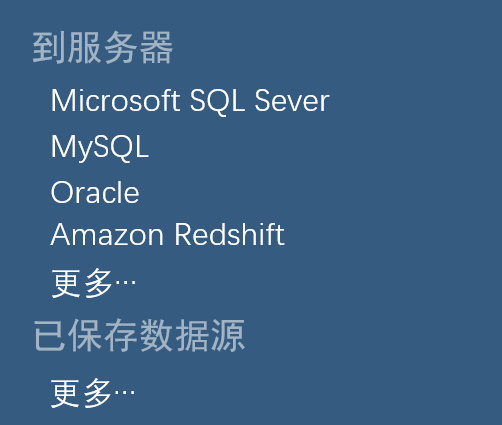 到服务器
Microsoft SQL Sever
MySQL
Oracle
Amazon Redshift
更多…
已保存数据源
更多…